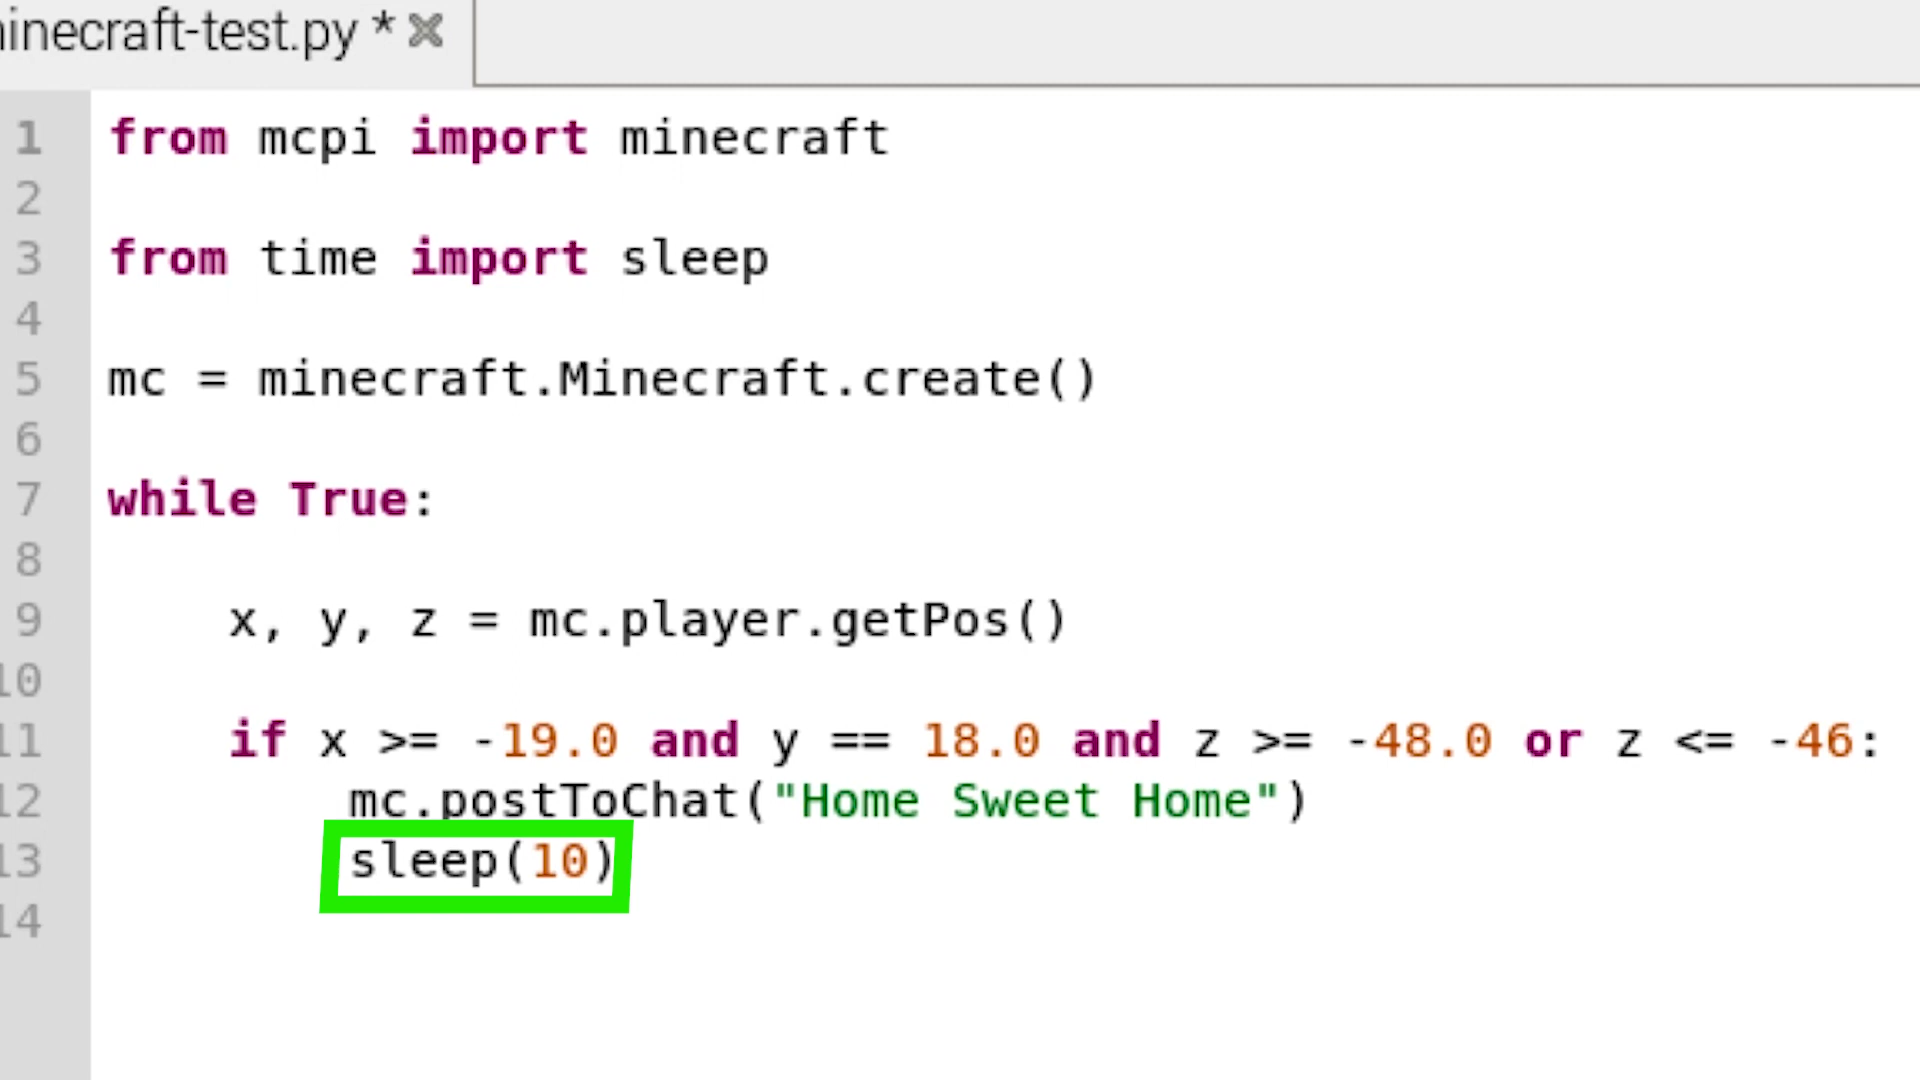 inecraft-test.py *
1 from mcpi import minecraft
2
3 from time import sleep
4
5 mc = minecraft.Minecraft.create()
6
7 while True:
8
9 x, y, z = mc.player.getPos()
10
11 if x >= -19.0 and y == 18.0 and z >= -48.0 or z <= -46:
12 mc.postToChat("Home Sweet Home")
13 sleep(10)
14